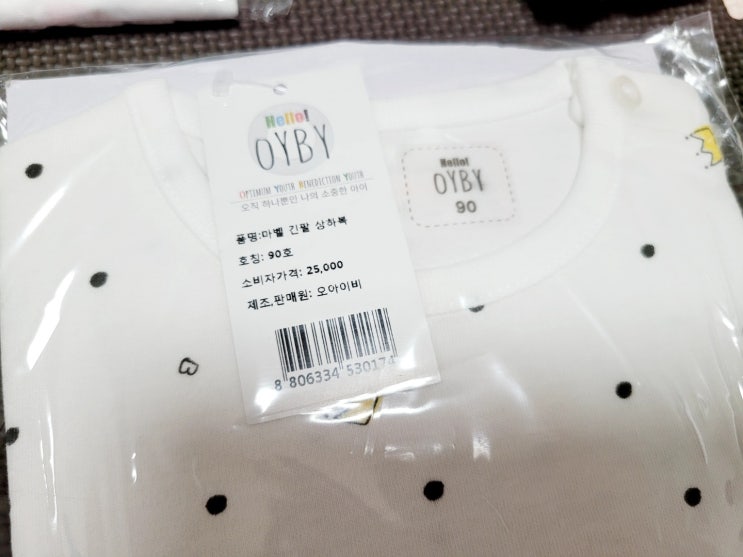 Hello!
OYBY
OPTIMUM YOUTH BENEDICTION YOUTH
오직 하나뿐인 나의 소중한 아이
품명:마벨 긴팔 상하복
호칭: 90호
소비자가격: 25,000
제조,판매원: 오아이비
8 806334 530174
Hello!
OYBY
90